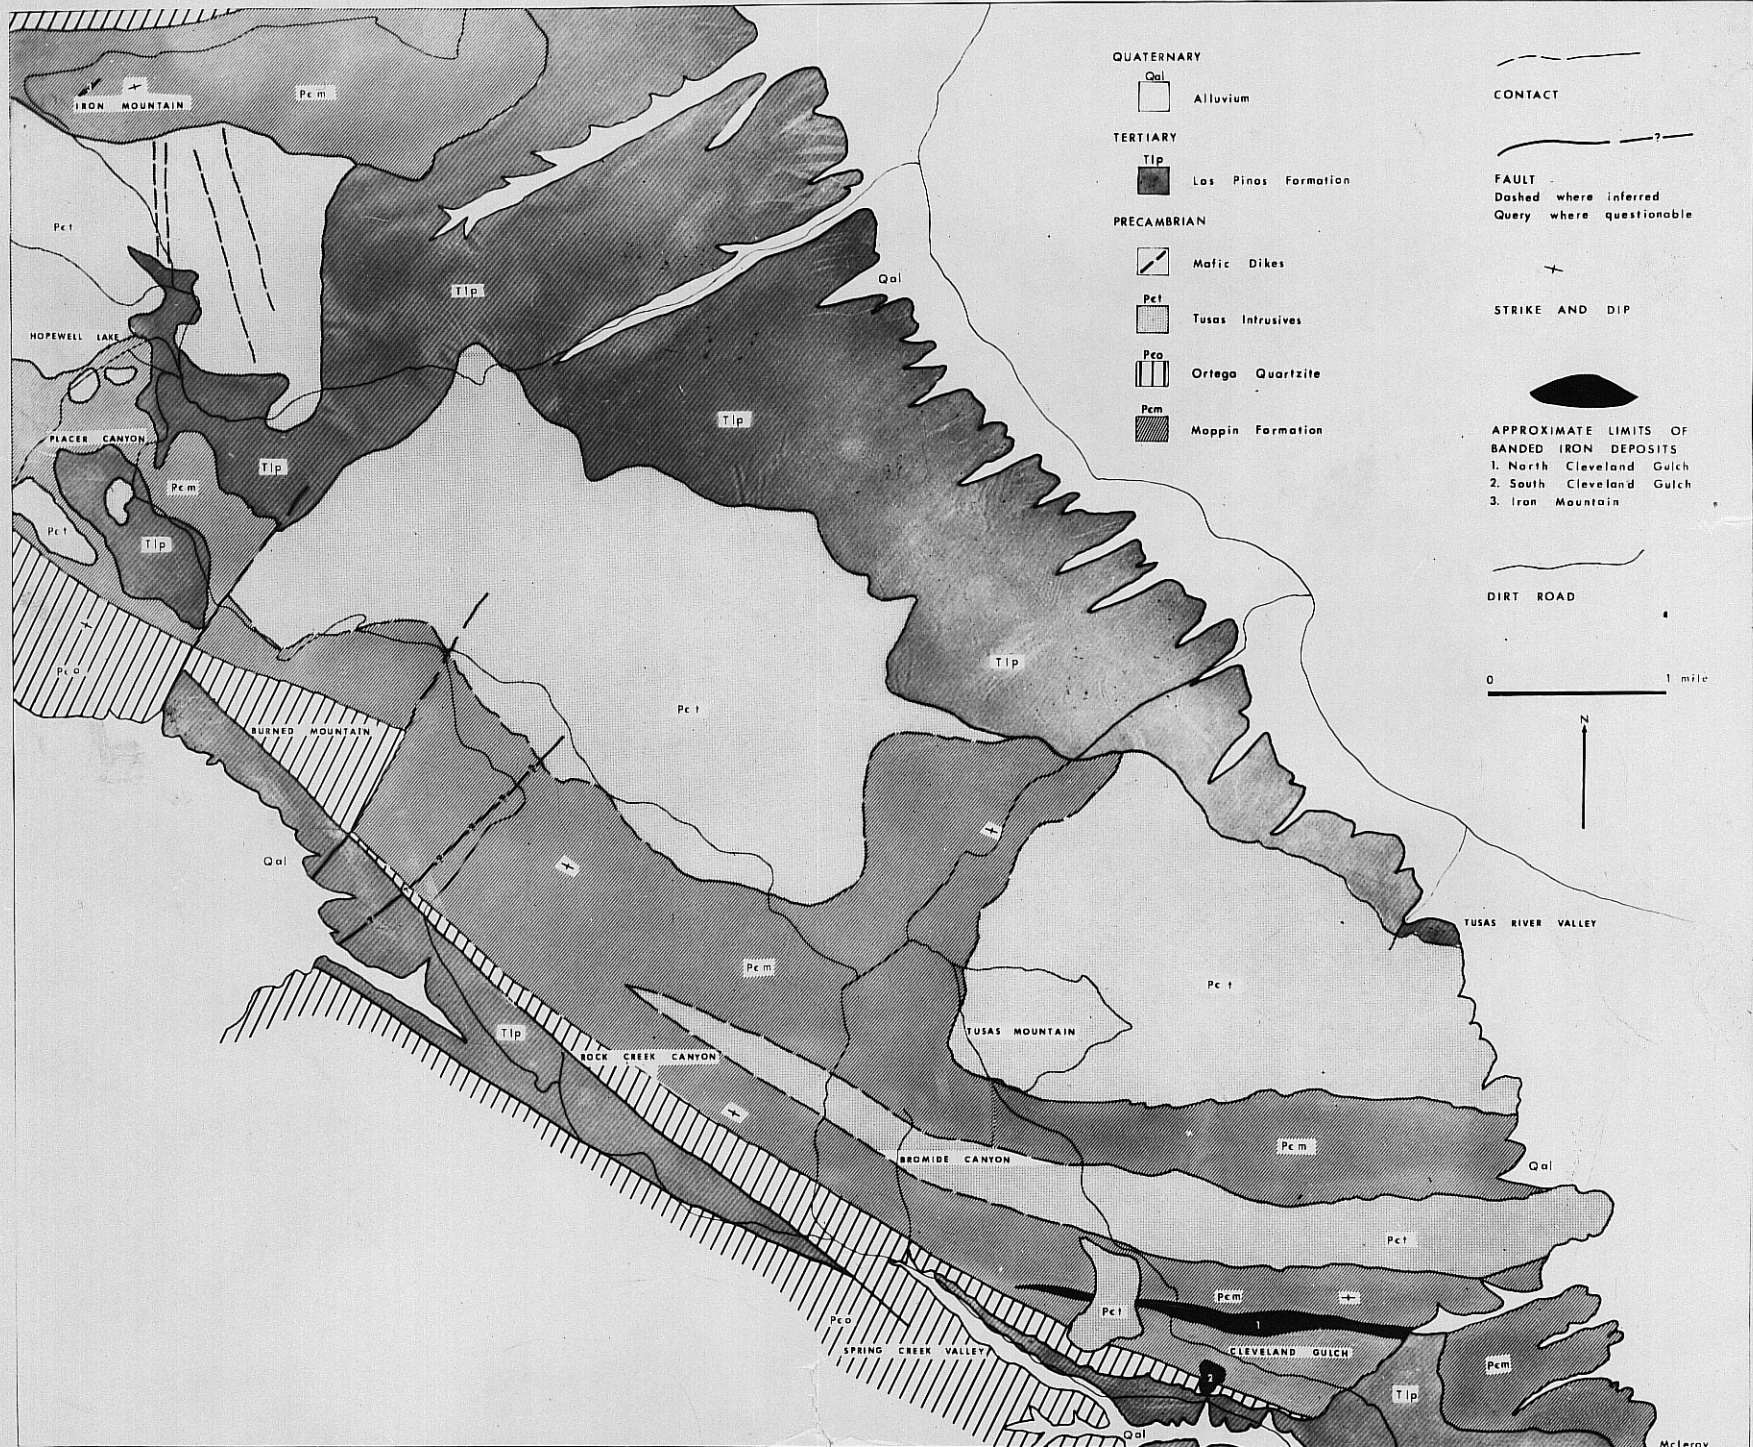 QUATERNARY
Qal
Alluvium
TERTIARY
Tlp
Los Pinos Formation
PRECAMBRIAN
Mafic Dikes
Pєt
Tusas Intrusives
Pєo
Ortega Quartzite
Pєm
Moppin Formation
CONTACT
?
FAULT
Dashed where inferred
Query where questionable
STRIKE AND DIP
APPROXIMATE LIMITS OF
BANDED IRON DEPOSITS
1. North Cleveland Gulch
2. South Cleveland Gulch
3. Iron Mountain
DIRT ROAD
0 1 mile
N
3
IRON MOUNTAIN
Pєm
Pєt
Tlp
Qal
HOPEWELL LAKE
Tlp
PLACER CANYON
Tlp
Pєm
Pєt
Tlp
Pєo
Tlp
Pєt
BURNED MOUNTAIN
Qal
TUSAS RIVER VALLEY
Pєm
Pєt
Tlp
TUSAS MOUNTAIN
ROCK CREEK CANYON
BROMIDE CANYON
Pєm
Qal
Pєt
Pєm
Pєt
1
Pєo
SPRING CREEK VALLEY
CLEVELAND GULCH
Pєm
2
Tlp
Qal
McLeroy